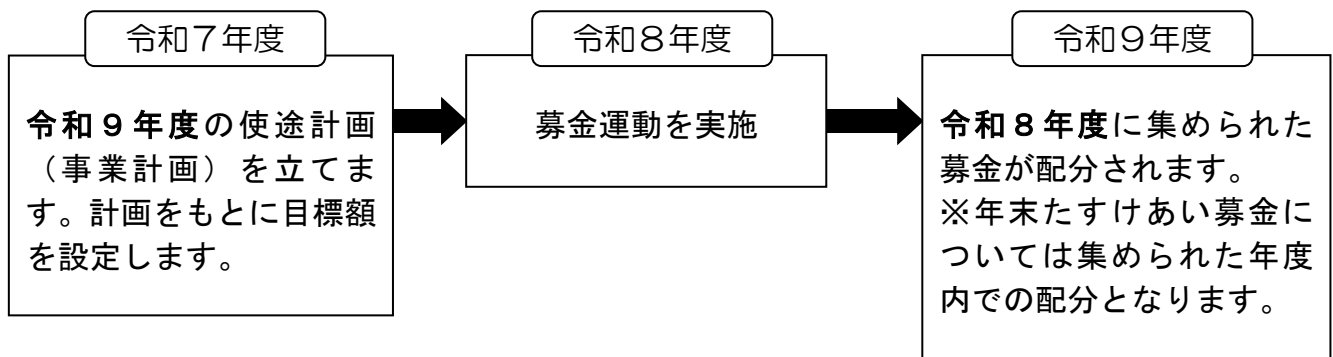 令和７年度
令和９年度の使途計画
（事業計画）を立てま
す。計画をもとに目標額
を設定します。
令和８年度
募金運動を実施
令和９年度
令和８年度に集められた
募金が配分されます。
※年末たすけあい募金に
ついては集められた年度
内での配分となります。